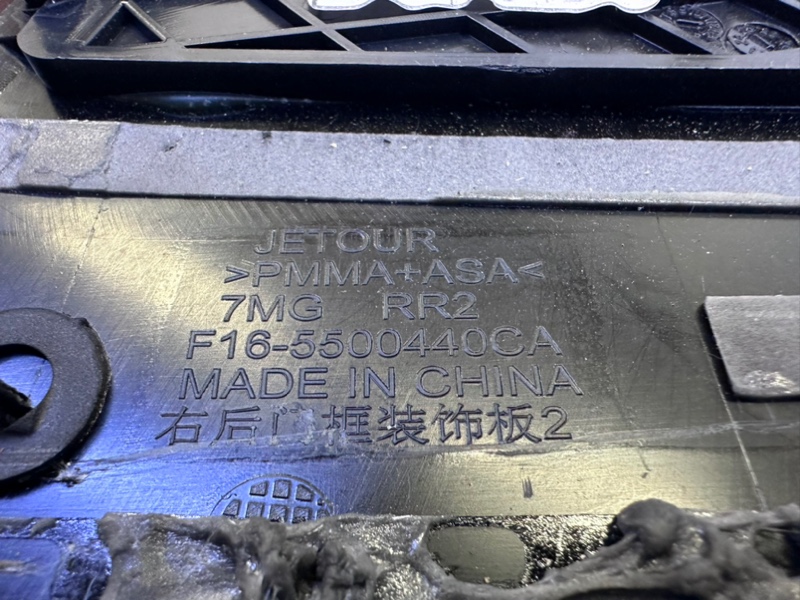 JETOUR
>PMMA+ASA<
7MG RR2
F16-5500440CA
MADE IN CHINA
右后门框装饰板2